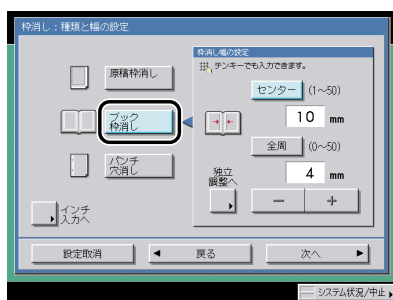 枠消し:種類と幅の設定
枠消し幅の設定
テンキーでも入力できます。
原稿枠消し
センター (1~50)
ブック
枠消し
10 mm
全周 (0~50)
パンチ
穴消し
独立
調整へ
4 mm
インチ
入力へ
− +
設定取消
◀ 戻る
次へ ▶
システム状況/中止